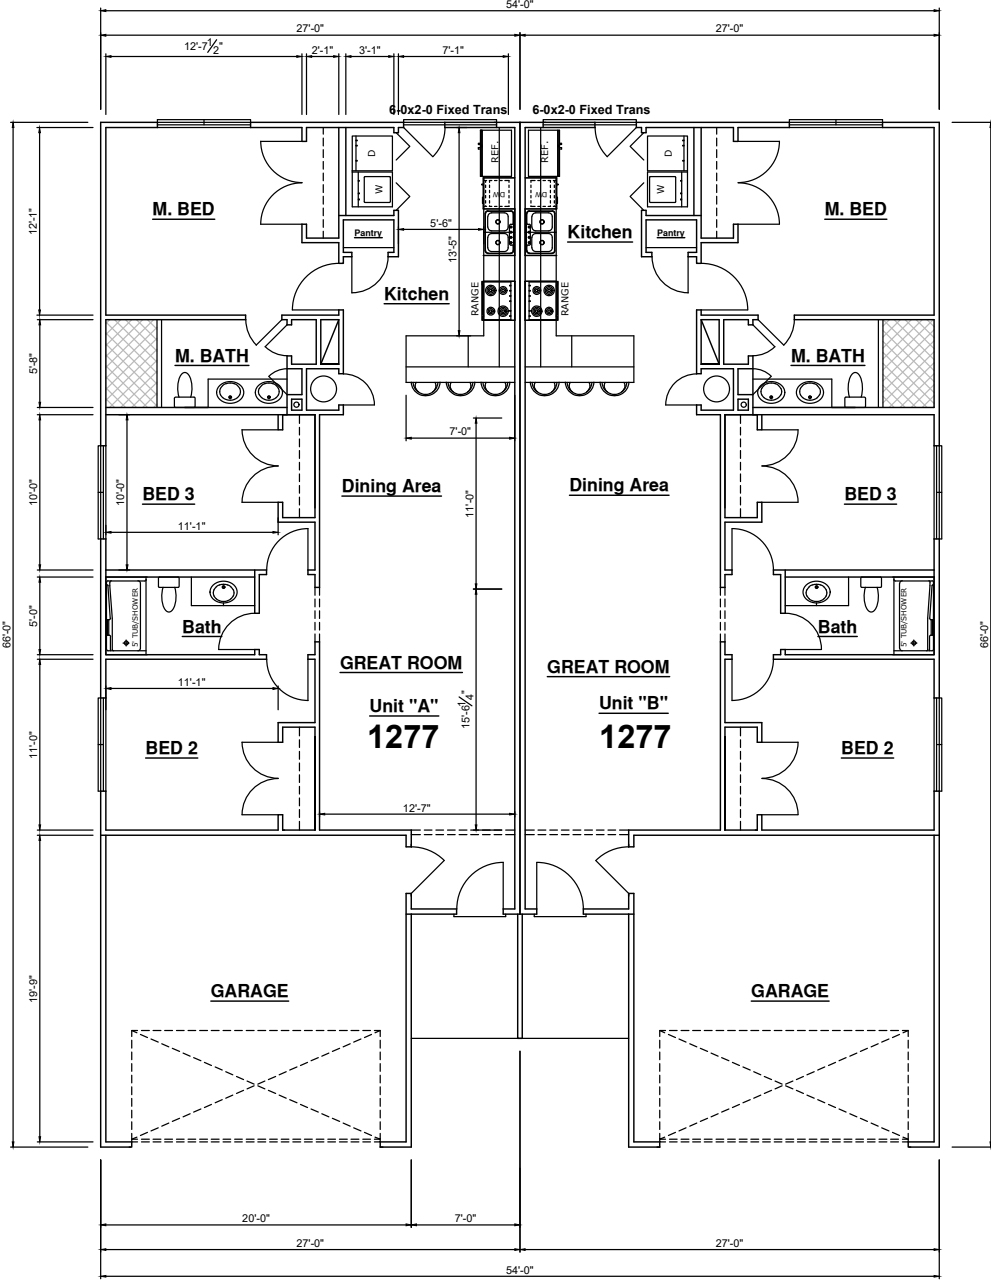 54'-0"
27'-0" 27'-0"
12'-7½" 2'-1" 3'-1" 7'-1"
6-0x2-0 Fixed Trans 6-0x2-0 Fixed Trans
D REF. REF. D
W DW DW W
M. BED M. BED
12'-1"
Pantry 5'-6" Kitchen Pantry
13'-5"
Kitchen RANGE RANGE
M. BATH M. BATH
5'-8"
7'-0"
Dining Area Dining Area
BED 3 BED 3
10'-0" 10'-0" 11'-0"
11'-1"
5' TUB/SHOWER 5' TUB/SHOWER
5'-0"
Bath Bath
66'-0" 66'-0"
GREAT ROOM GREAT ROOM
11'-1"
Unit "A" 15'-6¼" Unit "B"
1277 1277
BED 2 BED 2
11'-0"
12'-7"
GARAGE GARAGE
19'-9"
20'-0" 7'-0"
27'-0" 27'-0"
54'-0"